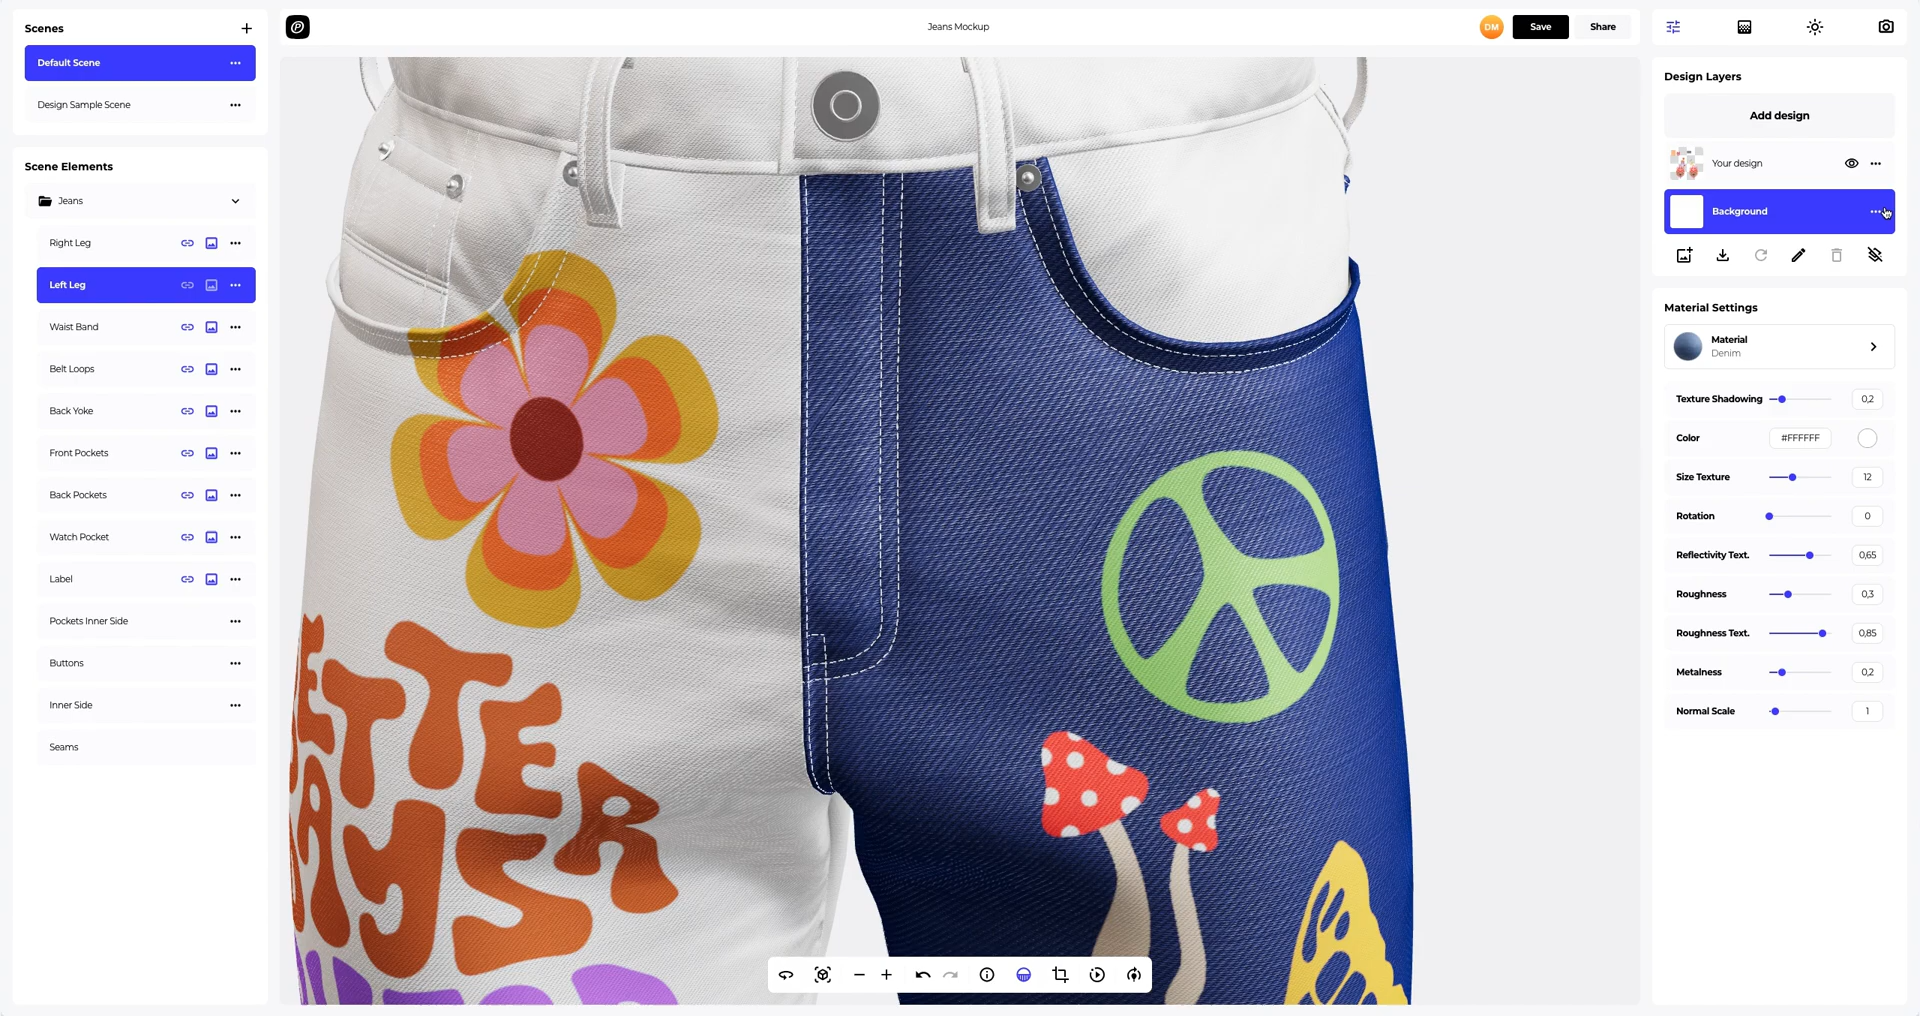 Scenes
Default Scene
Design Sample Scene
Scene Elements
Jeans
Right Leg
Left Leg
Waist Band
Belt Loops
Back Yoke
Front Pockets
Back Pockets
Watch Pocket
Label
Pockets Inner Side
Buttons
Inner Side
Seams
Jeans Mockup
DM
Save
Share
ETTER
AYS
Design Layers
Add design
Your design
Background
Material Settings
Material
Denim
Texture Shadowing 0,2
Color #FFFFFF
Size Texture 12
Rotation 0
Reflectivity Text. 0,65
Roughness 0,3
Roughness Text. 0,85
Metalness 0,2
Normal Scale 1